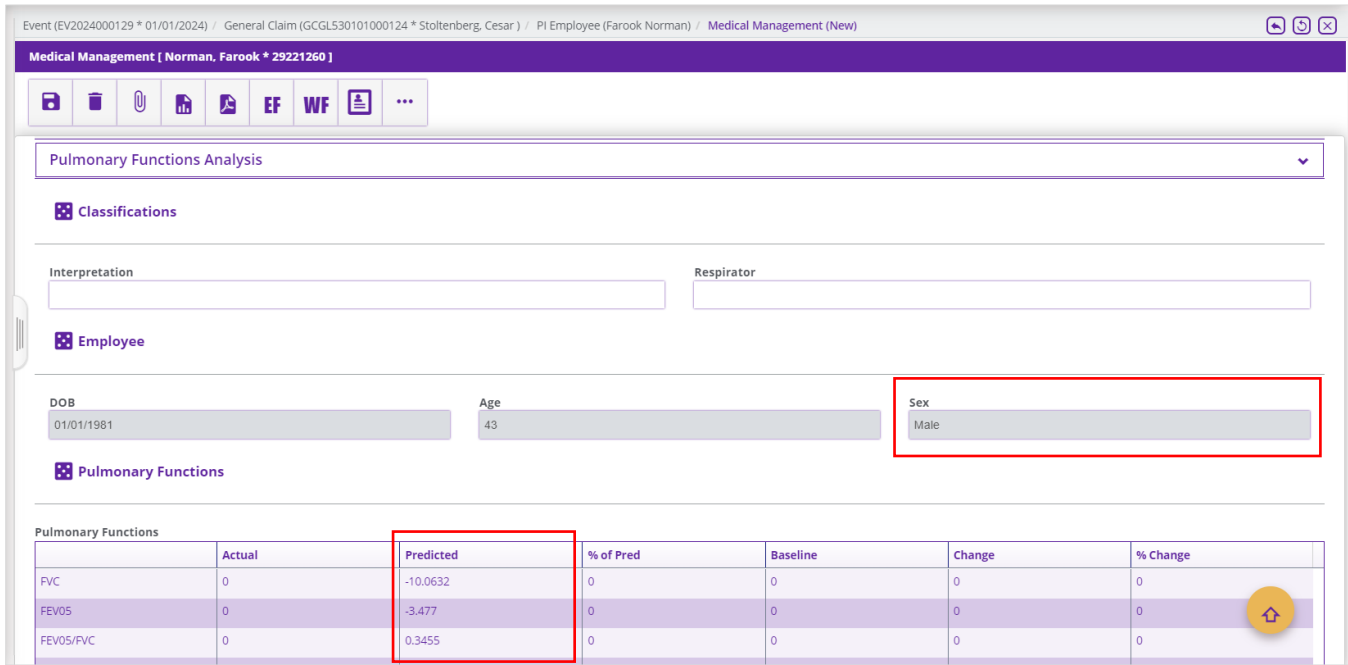 Event (EV2024000129 * 01/01/2024) / General Claim (GCGL530101000124 * Stoltenberg, Cesar ) / PI Employee (Farook Norman) / Medical Management (New)
Medical Management [ Norman, Farook * 29221260 ]
EF WF
Pulmonary Functions Analysis
Classifications
Interpretation Respirator
Employee
DOB Age Sex
01/01/1981 43 Male
Pulmonary Functions
Pulmonary Functions
Actual Predicted % of Pred Baseline Change % Change
FVC 0 -10.0632 0 0 0 0
FEV05 0 -3.477 0 0 0 0
FEV05/FVC 0 0.3455 0 0 0 0